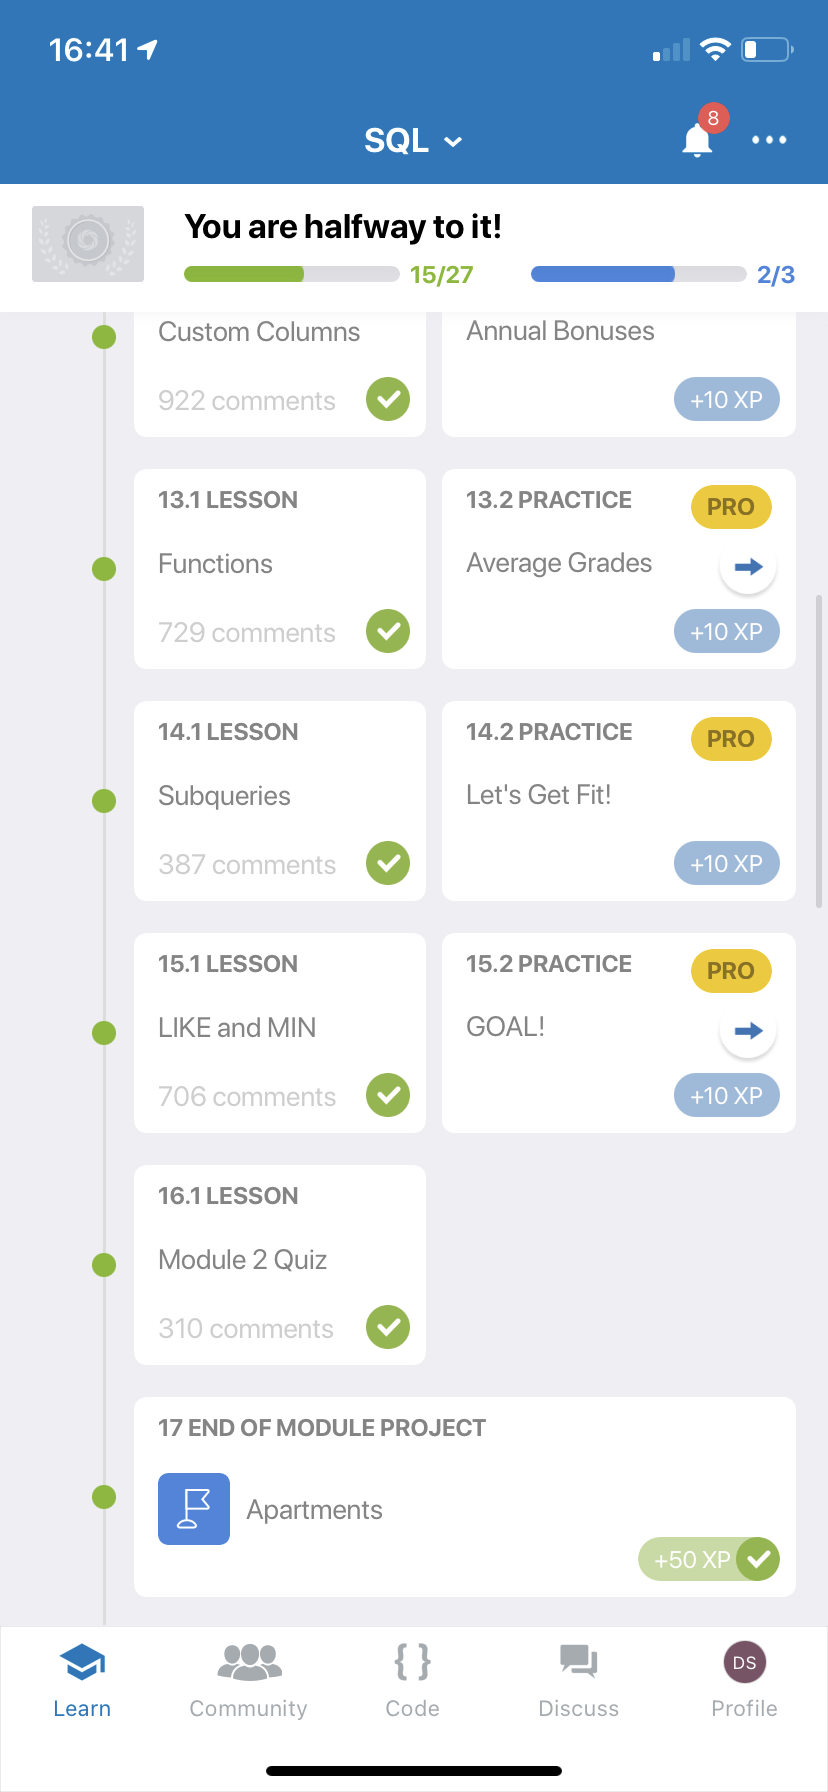 16:41
SQL
8
You are halfway to it!
15/27
2/3
Custom Columns
922 comments
Annual Bonuses
+10 XP
13.1 LESSON
Functions
729 comments
13.2 PRACTICE
PRO
Average Grades
+10 XP
14.1 LESSON
Subqueries
387 comments
14.2 PRACTICE
PRO
Let's Get Fit!
+10 XP
15.1 LESSON
LIKE and MIN
706 comments
15.2 PRACTICE
PRO
GOAL!
+10 XP
16.1 LESSON
Module 2 Quiz
310 comments
17 END OF MODULE PROJECT
Apartments
+50 XP
Learn
Community
{ }
Code
Discuss
DS
Profile